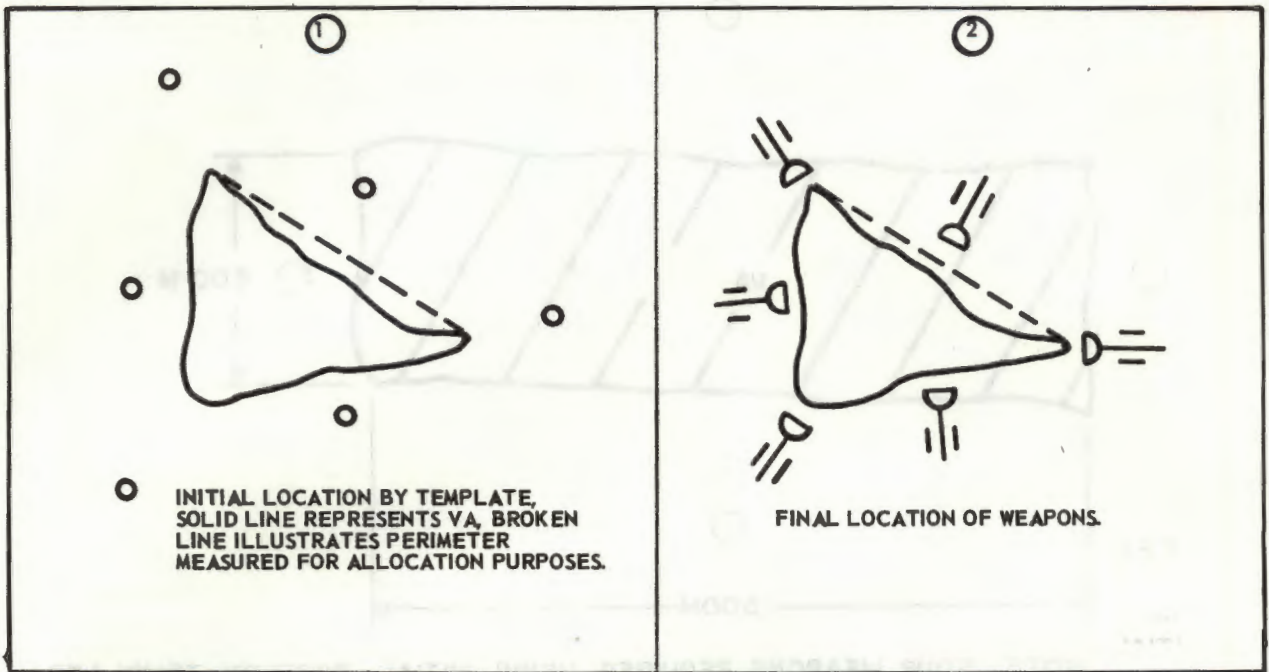 1
INITIAL LOCATION BY TEMPLATE,
SOLID LINE REPRESENTS VA, BROKEN
LINE ILLUSTRATES PERIMETER
MEASURED FOR ALLOCATION PURPOSES.
2
FINAL LOCATION OF WEAPONS.